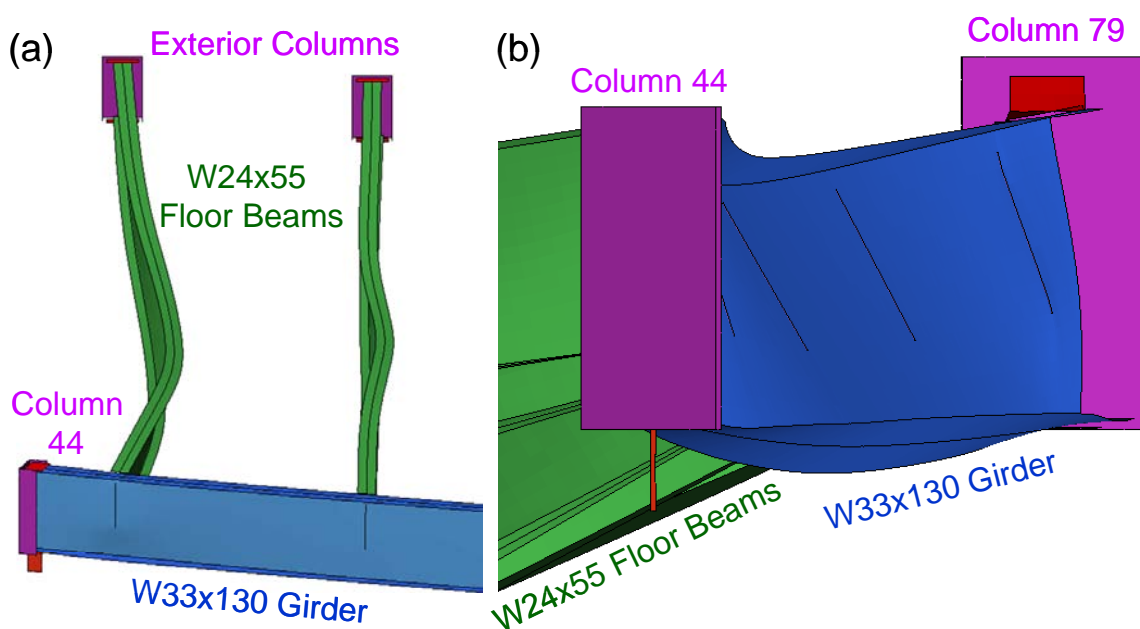 (a)
Exterior Columns
W24x55
Floor Beams
Column
44
W33x130 Girder
(b)
Column 44
Column 79
W33x130 Girder
W24x55 Floor Beams